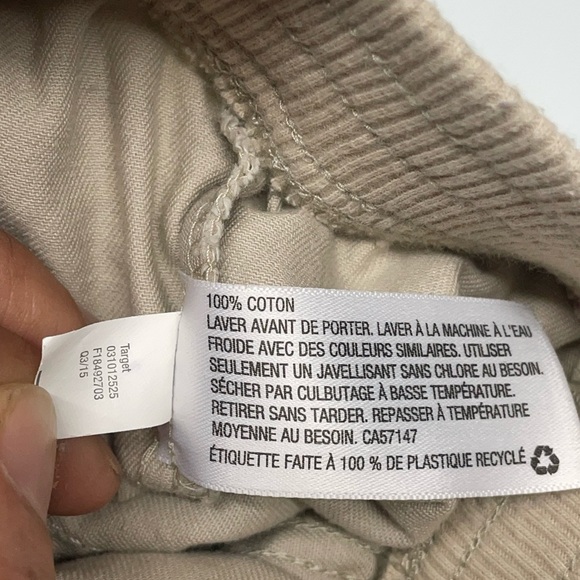 100% COTON
LAVER AVANT DE PORTER. LAVER À LA MACHINE À L'EAU
FROIDE AVEC DES COULEURS SIMILAIRES. UTILISER
SEULEMENT UN JAVELLISANT SANS CHLORE AU BESOIN.
SÉCHER PAR CULBUTAGE À BASSE TEMPÉRATURE.
RETIRER SANS TARDER. REPASSER À TEMPÉRATURE
MOYENNE AU BESOIN. CA57147
ÉTIQUETTE FAITE À 100 % DE PLASTIQUE RECYCLÉ
Target
031012525
F18492703
Q3/15